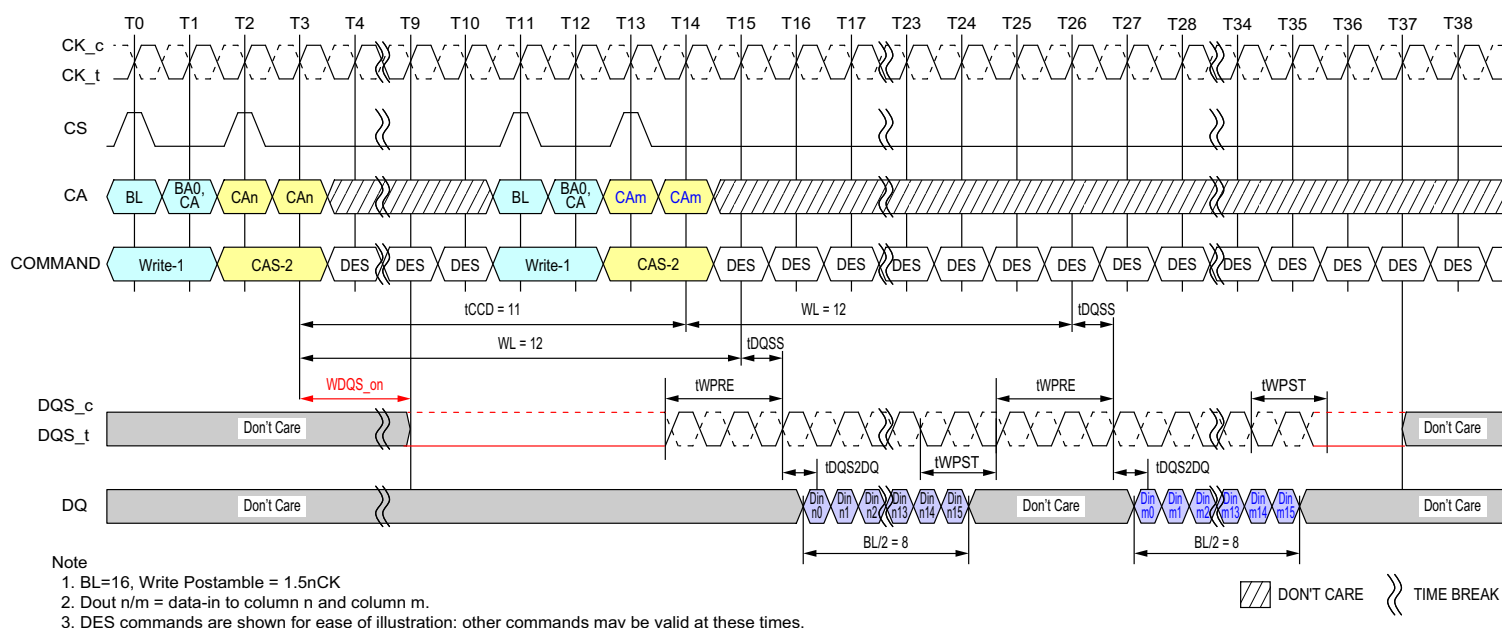 T0 T1 T2 T3 T4 T9 T10 T11 T12 T13 T14 T15 T16 T17 T23 T24 T25 T26 T27 T28 T34 T35 T36 T37 T38
CK_c
CK_t
CS
CA BL BA0, CA CAn CAn BL BA0, CA CAm CAm
COMMAND Write-1 CAS-2 DES DES DES Write-1 CAS-2 DES DES DES DES DES DES DES DES DES DES DES DES DES DES
tCCD = 11 WL = 12 tDQSS
WL = 12 tDQSS
WDQS_on tWPRE tWPRE tWPST
DQS_c
DQS_t Don't Care Don't Care
tDQS2DQ tWPST tDQS2DQ
DQ Don't Care Din n0 Din n1 Din n2 Din n13 Din n14 Din n15 Don't Care Din m0 Din m1 Din m2 Din m13 Din m14 Din m15 Don't Care
BL/2 = 8 BL/2 = 8
Note
1. BL=16, Write Postamble = 1.5nCK
2. Dout n/m = data-in to column n and column m.
3. DES commands are shown for ease of illustration; other commands may be valid at these times.
DON'T CARE TIME BREAK